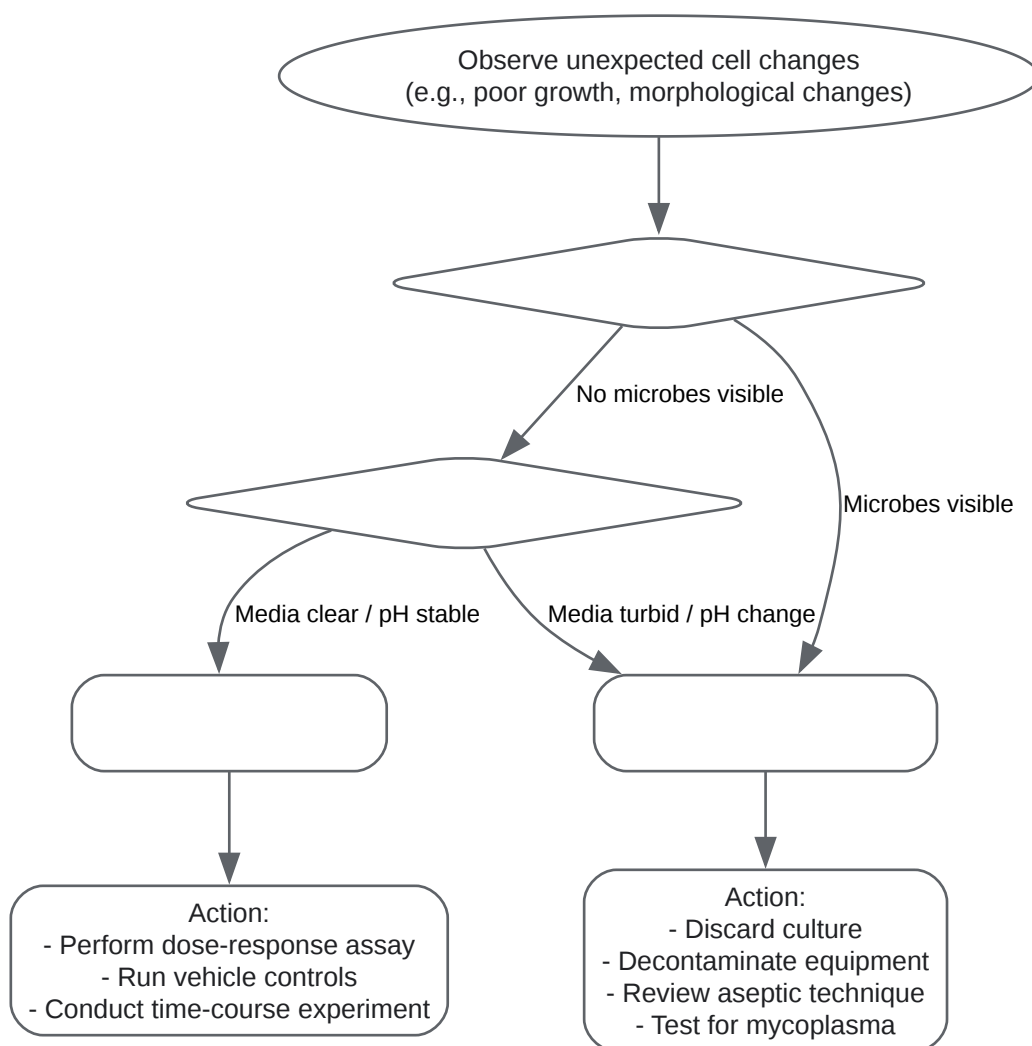 Observe unexpected cell changes
(e.g., poor growth, morphological changes)
No microbes visible
Microbes visible
Media clear / pH stable
Media turbid / pH change
Action:
- Perform dose-response assay
- Run vehicle controls
- Conduct time-course experiment
Action:
- Discard culture
- Decontaminate equipment
- Review aseptic technique
- Test for mycoplasma